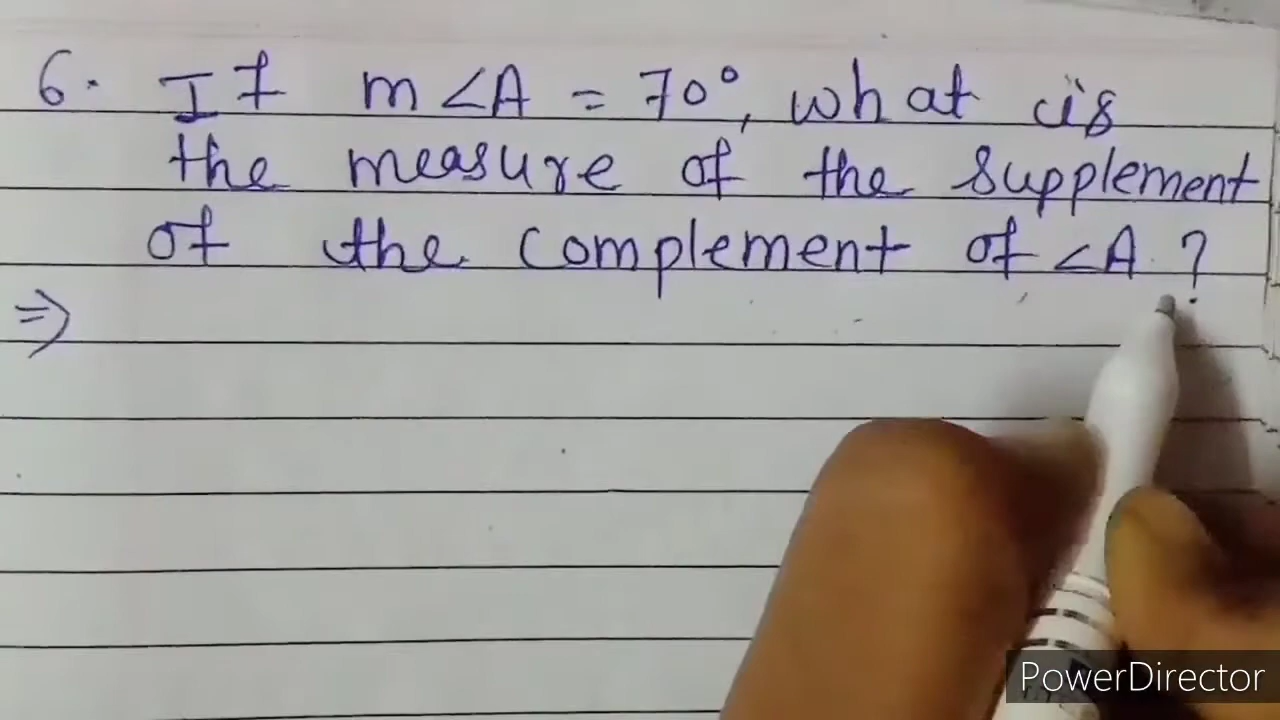 6. If m∠A = 70°, what is
the measure of the supplement
of the complement of ∠A ?
⇒
PowerDirector